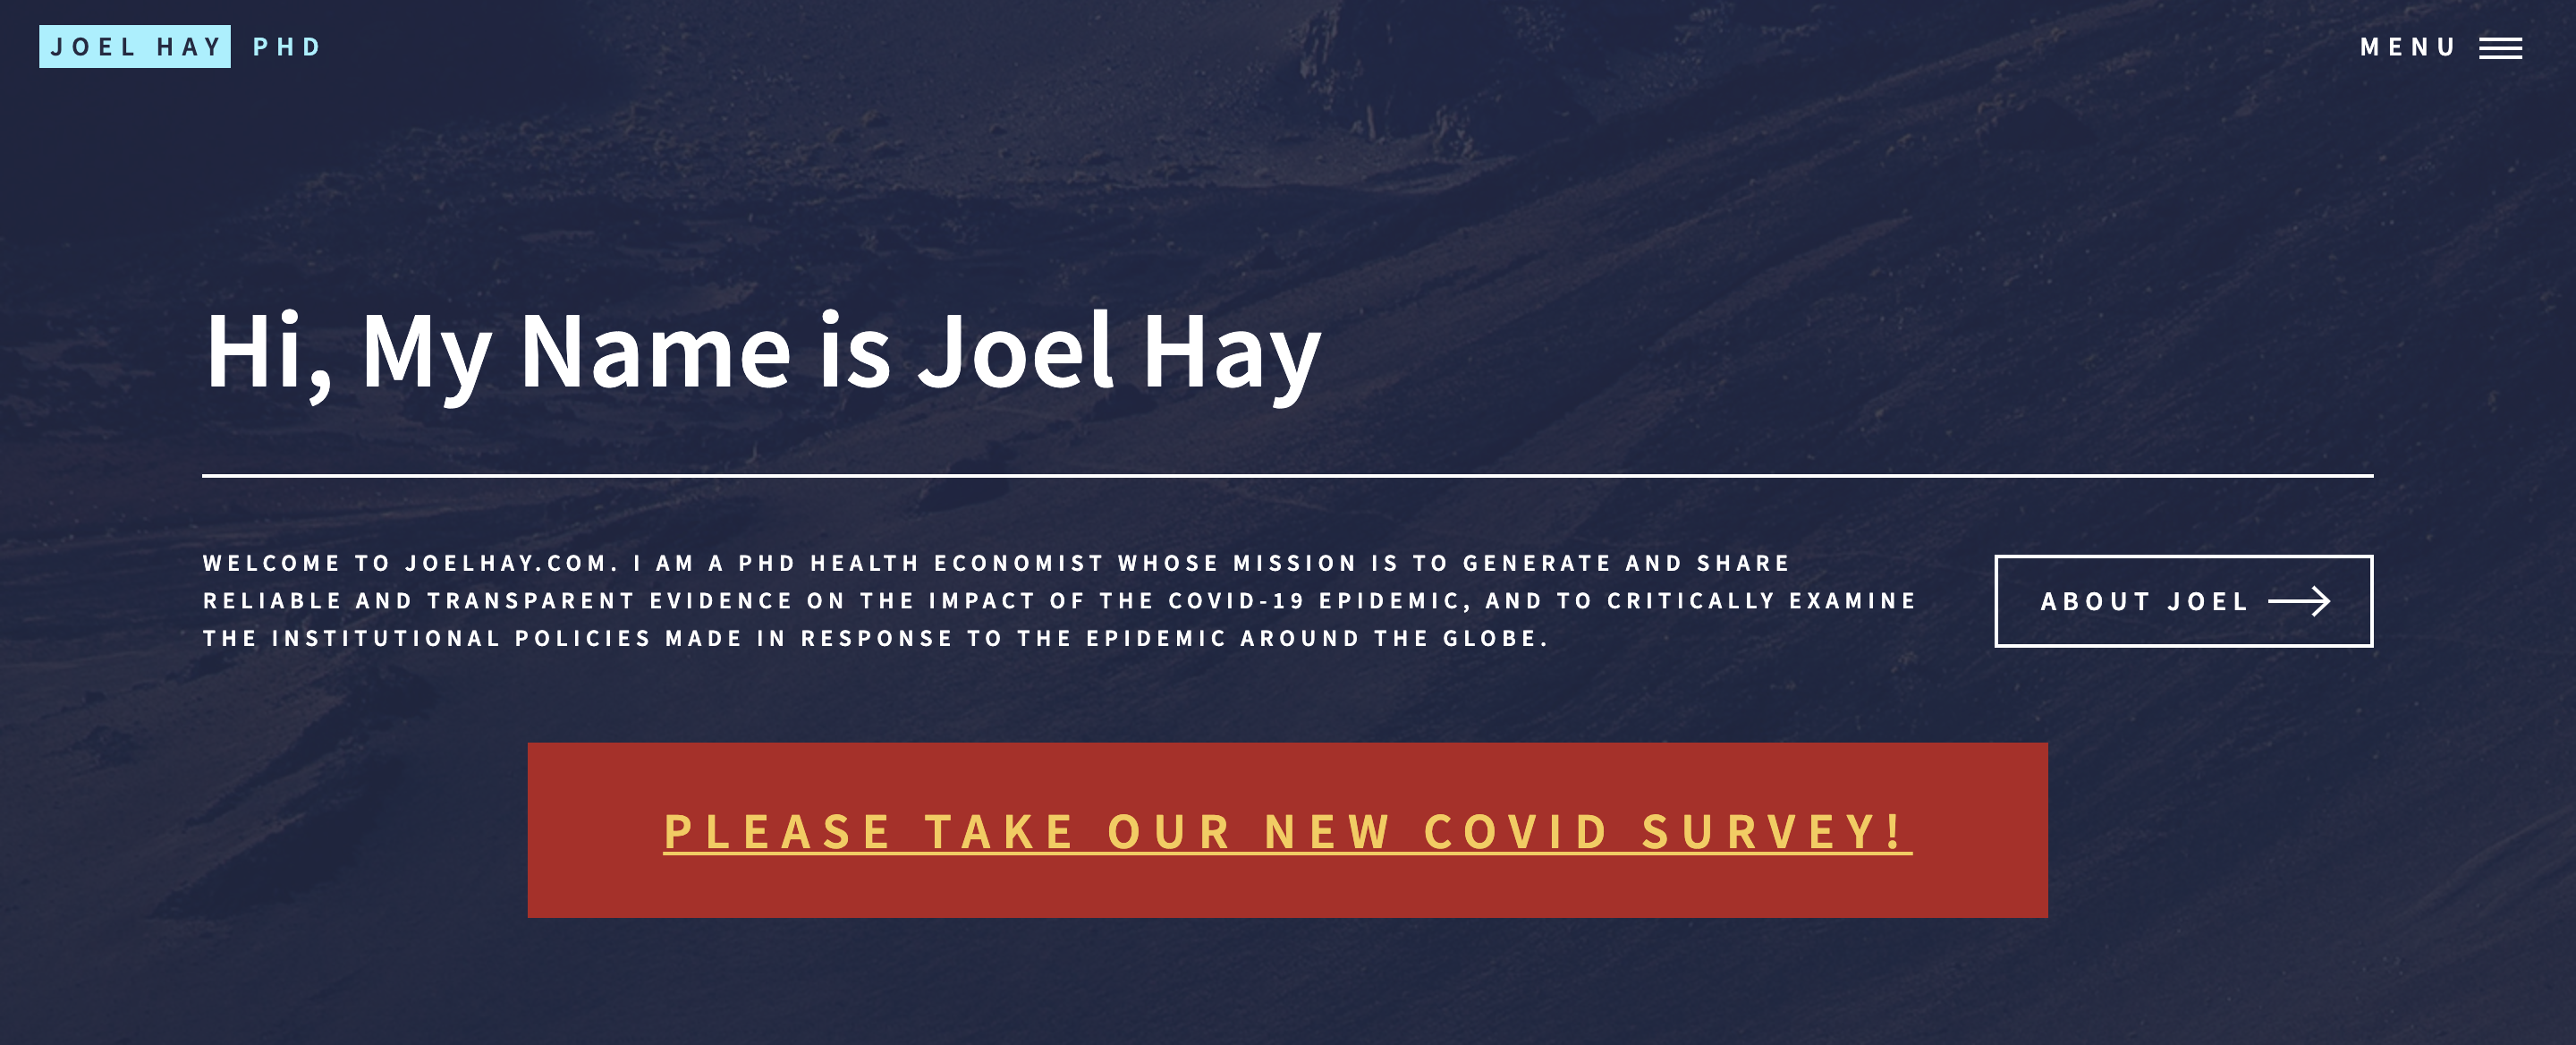 JOEL HAY PHD
MENU
Hi, My Name is Joel Hay
WELCOME TO JOELHAY.COM. I AM A PHD HEALTH ECONOMIST WHOSE MISSION IS TO GENERATE AND SHARE
RELIABLE AND TRANSPARENT EVIDENCE ON THE IMPACT OF THE COVID-19 EPIDEMIC, AND TO CRITICALLY EXAMINE
THE INSTITUTIONAL POLICIES MADE IN RESPONSE TO THE EPIDEMIC AROUND THE GLOBE.
ABOUT JOEL
PLEASE TAKE OUR NEW COVID SURVEY!